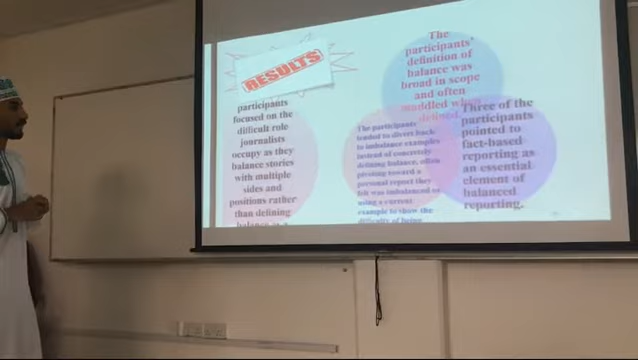 RESULTS
participants
focused on the
difficult role
journalists
occupy as they
balance stories
with multiple
sides and
positions rather
than defining
The
participants'
definition of
balance was
broad in scope
and often
muddled when
defined.
The participants
tended to divert back
to imbalance examples
instead of concretely
defining balance, often
pivoting toward a
personal report they
felt was imbalanced or
using a current
example to show the
difficulty of being
Three of the
participants
pointed to
fact-based
reporting as
an essential
element of
balanced
reporting.